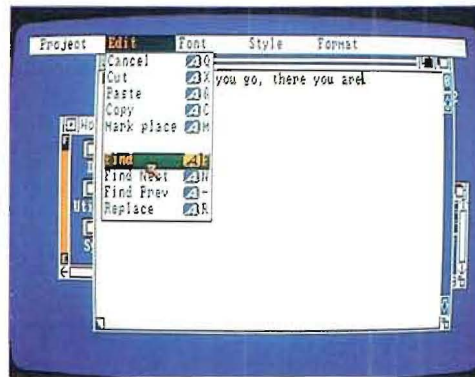 Project Edit Font Style Format
Cancel A Q
Cut A X
you go, there you are
Paste A
Copy A C
Mark place A M
Find A F
Find Next A N
Find Prev A -
Uti
Replace A R